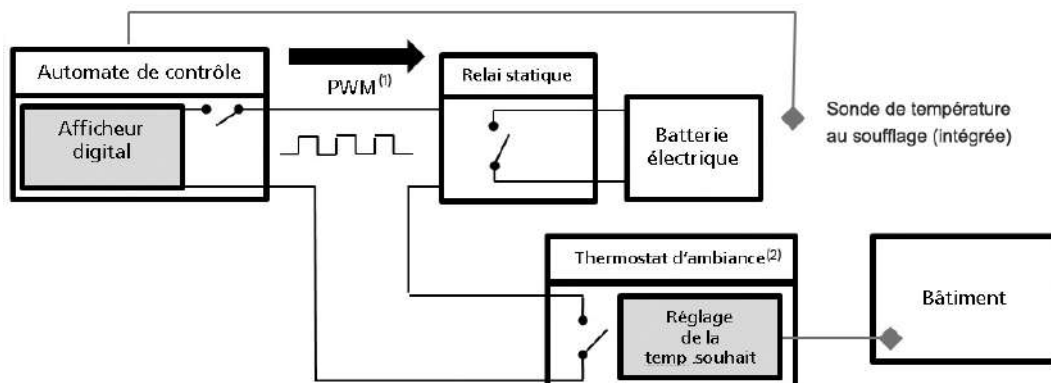 Automate de contrôle
Afficheur
digital
PWM(1)
Relai statique
Batterie
électrique
Sonde de température
au soufflage (intégrée)
Thermostat d'ambiance(2)
Réglage
de la
temp .souhait
Bâtiment